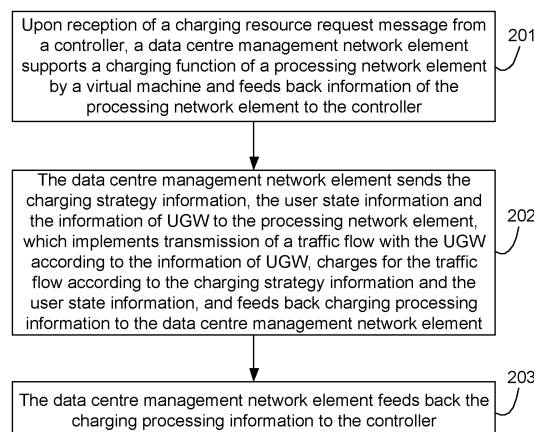 Upon reception of a charging resource request message from
a controller, a data centre management network element
supports a charging function of a processing network element
by a virtual machine and feeds back information of the
processing network element to the controller
201
The data centre management network element sends the
charging strategy information, the user state information and
the information of UGW to the processing network element,
which implements transmission of a traffic flow with the UGW
according to the information of UGW, charges for the traffic
flow according to the charging strategy information and the
user state information, and feeds back charging processing
information to the data centre management network element
202
The data centre management network element feeds back the
charging processing information to the controller
203